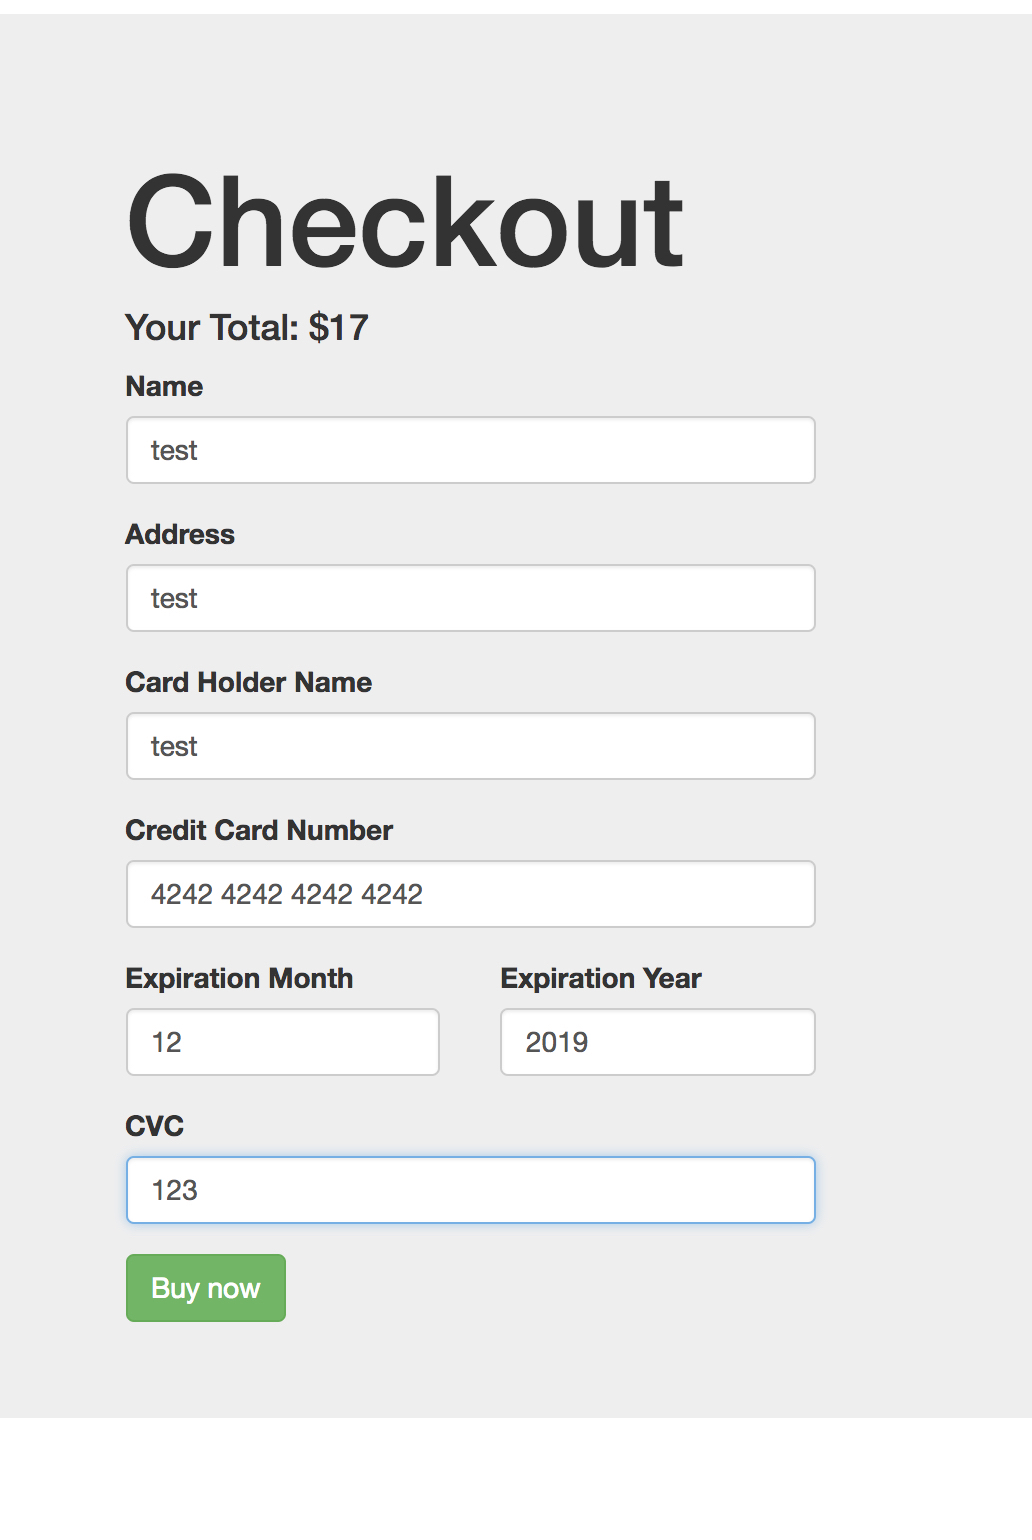 Checkout
Your Total: $17
Name
test
Address
test
Card Holder Name
test
Credit Card Number
4242 4242 4242 4242
Expiration Month Expiration Year
12 2019
CVC
123
Buy now